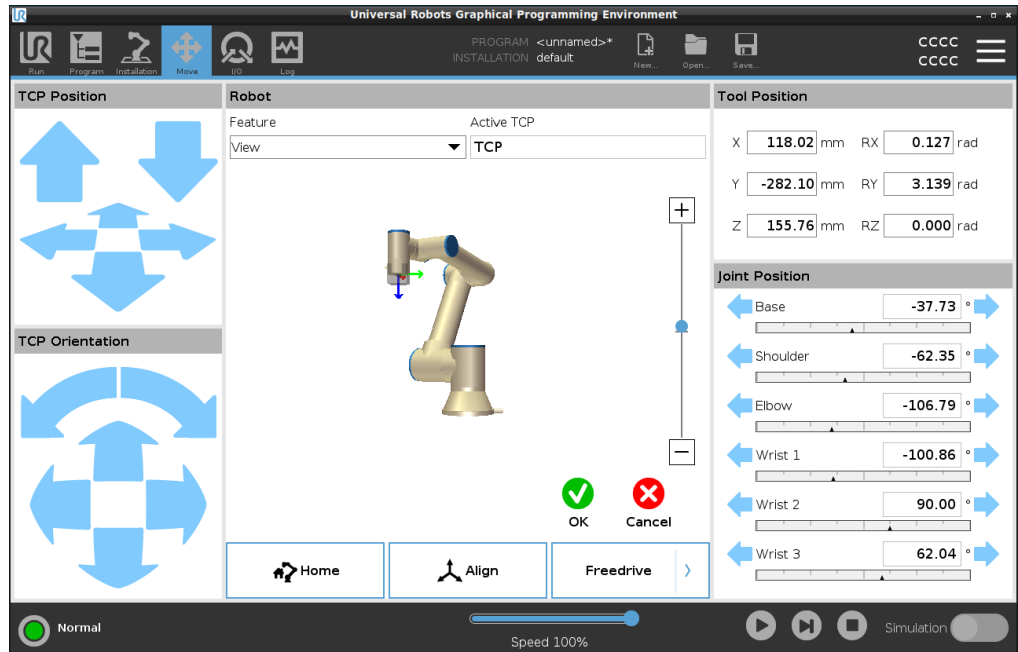 Universal Robots Graphical Programming Environment
UR
Run
Program
Installation
Move
I/O
Log
PROGRAM <unnamed>*
INSTALLATION default
New...
Open...
Save...
CCCC
CCCC
TCP Position
TCP Orientation
Robot
Feature
Active TCP
View
TCP
OK
Cancel
Home
Align
Freedrive
Tool Position
X 118.02 mm RX 0.127 rad
Y -282.10 mm RY 3.139 rad
Z 155.76 mm RZ 0.000 rad
Joint Position
Base -37.73 °
Shoulder -62.35 °
Elbow -106.79 °
Wrist 1 -100.86 °
Wrist 2 90.00 °
Wrist 3 62.04 °
Normal
Speed 100%
Simulation